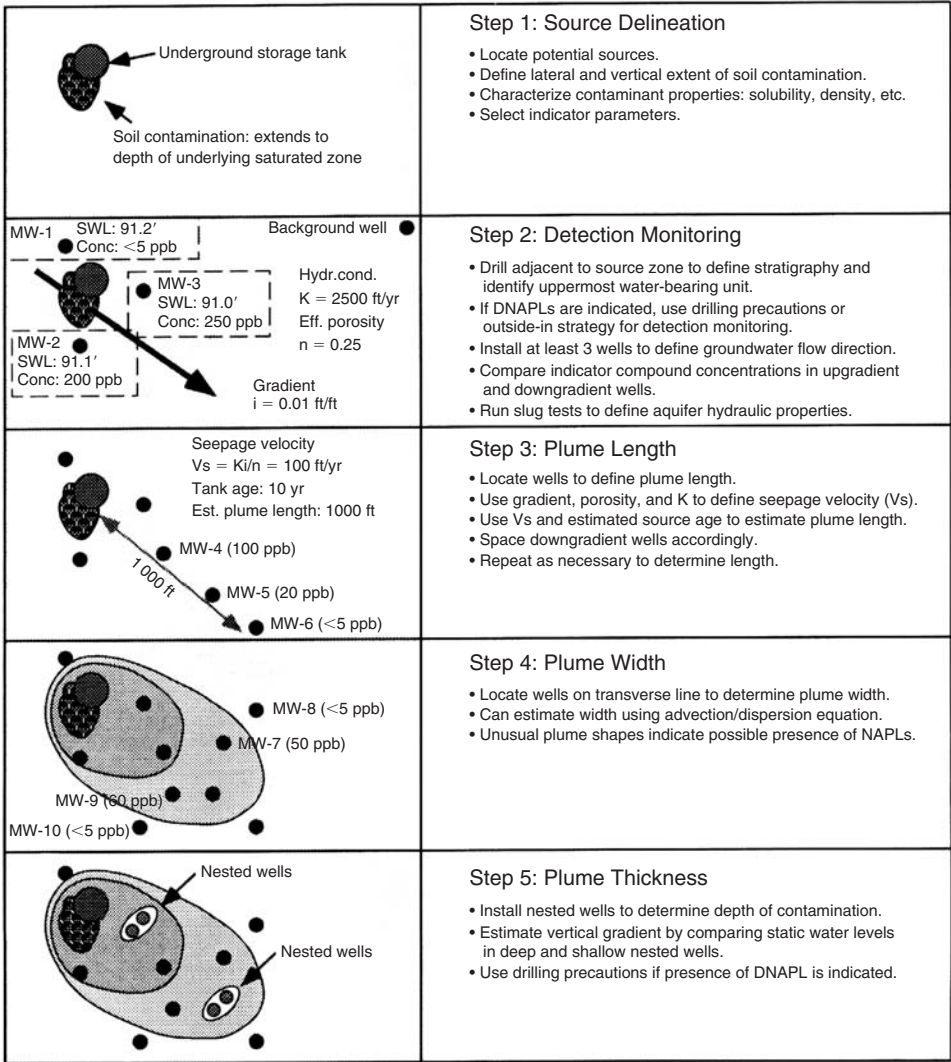 Underground storage tank
Soil contamination: extends to
depth of underlying saturated zone
Step 1: Source Delineation
• Locate potential sources.
• Define lateral and vertical extent of soil contamination.
• Characterize contaminant properties: solubility, density, etc.
• Select indicator parameters.
MW-1
SWL: 91.2′
Conc: <5 ppb
Background well
MW-3
SWL: 91.0′
Conc: 250 ppb
Hydr.cond.
K = 2500 ft/yr
Eff. porosity
n = 0.25
MW-2
SWL: 91.1′
Conc: 200 ppb
Gradient
i = 0.01 ft/ft
Step 2: Detection Monitoring
• Drill adjacent to source zone to define stratigraphy and
identify uppermost water-bearing unit.
• If DNAPLs are indicated, use drilling precautions or
outside-in strategy for detection monitoring.
• Install at least 3 wells to define groundwater flow direction.
• Compare indicator compound concentrations in upgradient
and downgradient wells.
• Run slug tests to define aquifer hydraulic properties.
Seepage velocity
Vs = Ki/n = 100 ft/yr
Tank age: 10 yr
Est. plume length: 1000 ft
MW-4 (100 ppb)
1 000 ft
MW-5 (20 ppb)
MW-6 (<5 ppb)
Step 3: Plume Length
• Locate wells to define plume length.
• Use gradient, porosity, and K to define seepage velocity (Vs).
• Use Vs and estimated source age to estimate plume length.
• Space downgradient wells accordingly.
• Repeat as necessary to determine length.
MW-8 (<5 ppb)
MW-7 (50 ppb)
MW-9 (60 ppb)
MW-10 (<5 ppb)
Step 4: Plume Width
• Locate wells on transverse line to determine plume width.
• Can estimate width using advection/dispersion equation.
• Unusual plume shapes indicate possible presence of NAPLs.
Nested wells
Nested wells
Step 5: Plume Thickness
• Install nested wells to determine depth of contamination.
• Estimate vertical gradient by comparing static water levels
in deep and shallow nested wells.
• Use drilling precautions if presence of DNAPL is indicated.